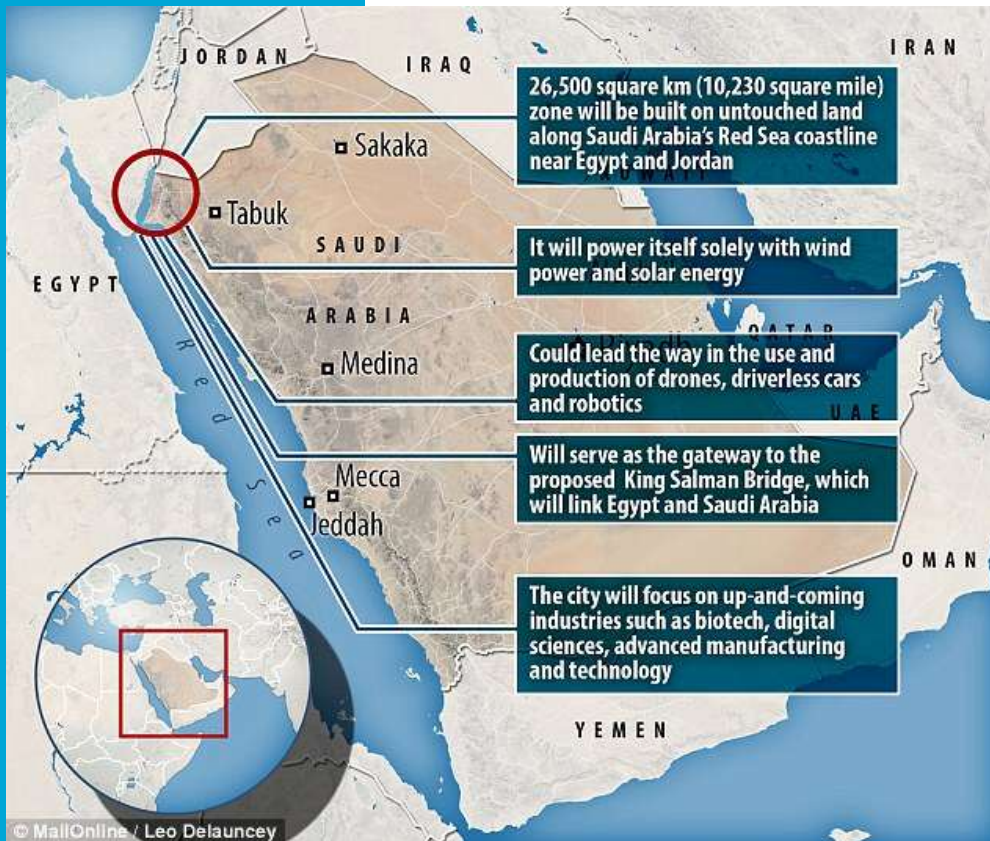 JORDAN
IRAQ
IRAN
26,500 square km (10,230 square mile)
zone will be built on untouched land
along Saudi Arabia's Red Sea coastline
near Egypt and Jordan
KUWAIT
Sakaka
Tabuk
SAUDI
It will power itself solely with wind
power and solar energy
EGYPT
ARABIA
QATAR
Riyadh
Medina
Could lead the way in the use and
production of drones, driverless cars
and robotics
UAE
Red Sea
Will serve as the gateway to the
proposed King Salman Bridge, which
will link Egypt and Saudi Arabia
Mecca
Jeddah
OMAN
The city will focus on up-and-coming
industries such as biotech, digital
sciences, advanced manufacturing
and technology
YEMEN
© MailOnline / Leo Delauncey